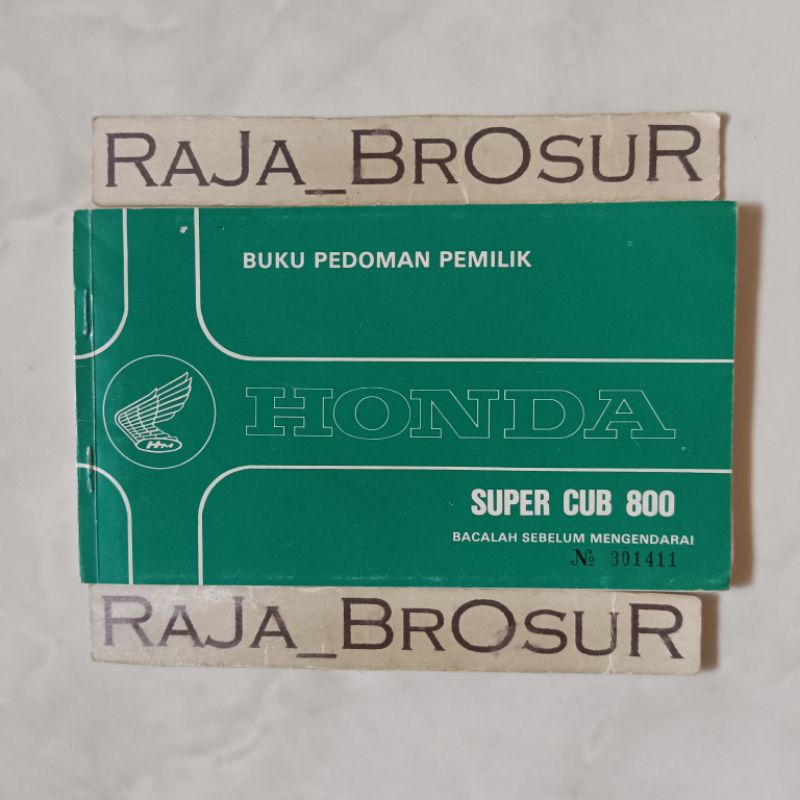 RAJA_BROSUR
BUKU PEDOMAN PEMILIK
HONDA
SUPER CUB 800
BACALAH SEBELUM MENGENDARAI
№ 301411
RAJA_BROSUR